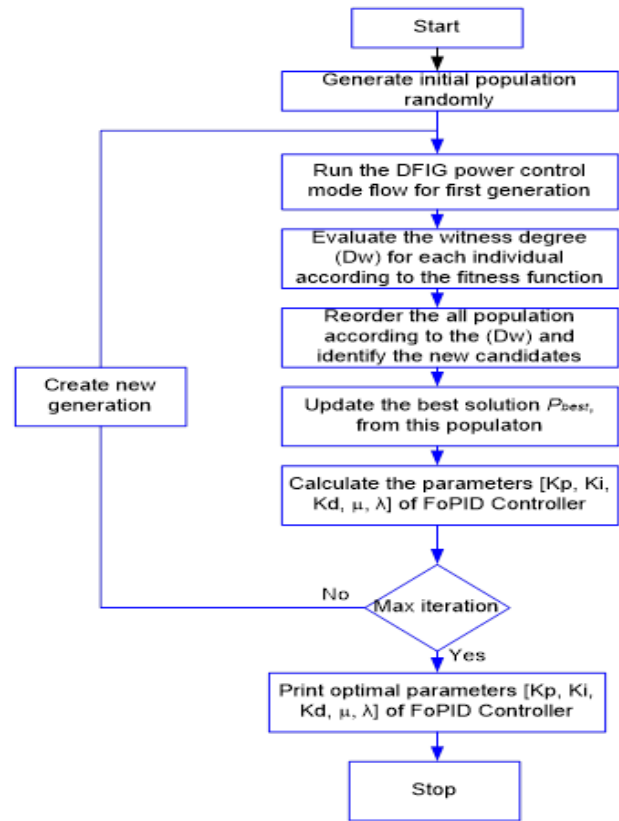 Start
Generate initial population
randomly
Run the DFIG power control
mode flow for first generation
Evaluate the witness degree
(Dw) for each individual
according to the fitness function
Reorder the all population
according to the (Dw) and
identify the new candidates
Create new
generation
Update the best solution Pbest,
from this populaton
Calculate the parameters [Kp, Ki,
Kd, μ, λ] of FoPID Controller
No
Max iteration
Yes
Print optimal parameters [Kp, Ki,
Kd, μ, λ] of FoPID Controller
Stop